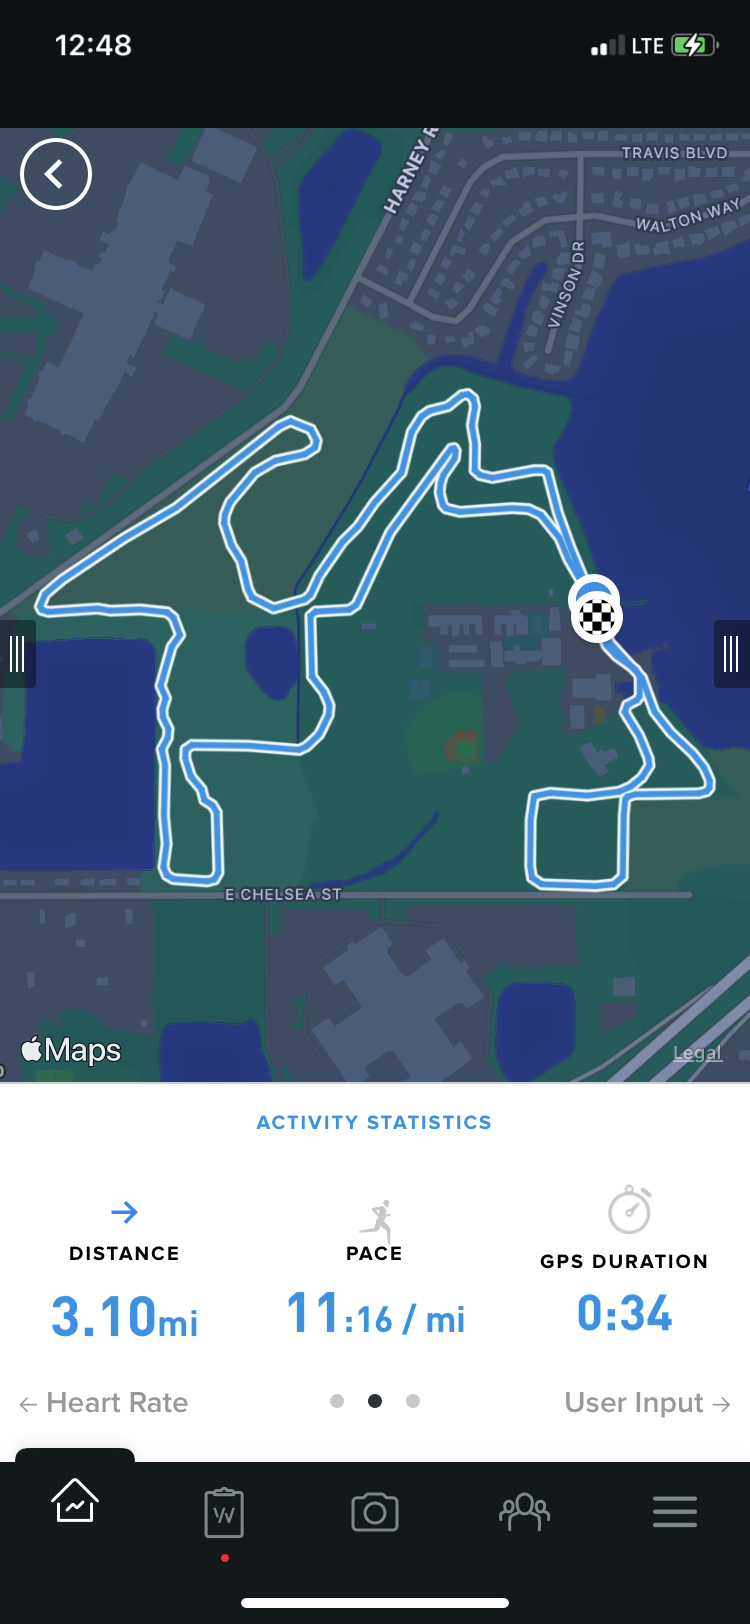 12:48
LTE
TRAVIS BLVD
HARNEY R
WALTON WAY
VINSON DR
E CHELSEA ST
Maps
Legal
ACTIVITY STATISTICS
DISTANCE
PACE
GPS DURATION
3.10mi
11:16 / mi
0:34
← Heart Rate
User Input →